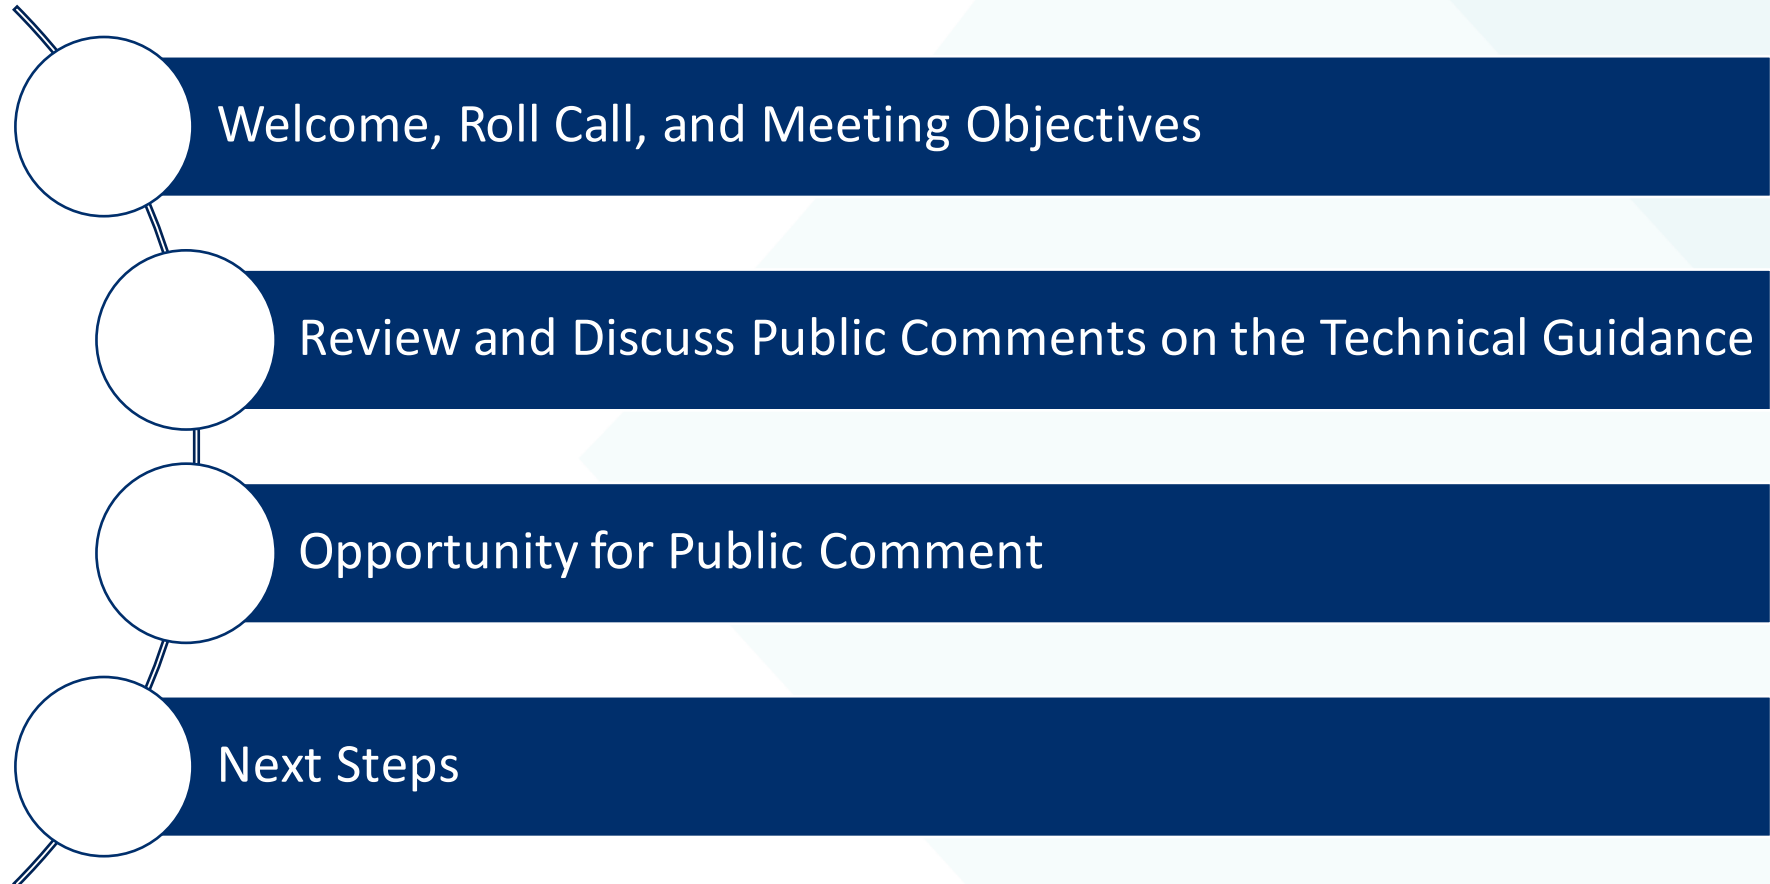 Welcome, Roll Call, and Meeting Objectives
Review and Discuss Public Comments on the Technical Guidance
Opportunity for Public Comment
Next Steps